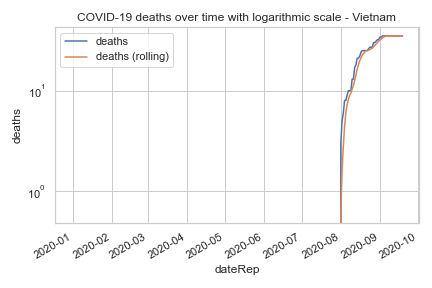 COVID-19 deaths over time with logarithmic scale - Vietnam
deaths
deaths (rolling)
deaths
10¹
10⁰
2020-01
2020-02
2020-03
2020-04
2020-05
2020-06
2020-07
2020-08
2020-09
2020-10
dateRep